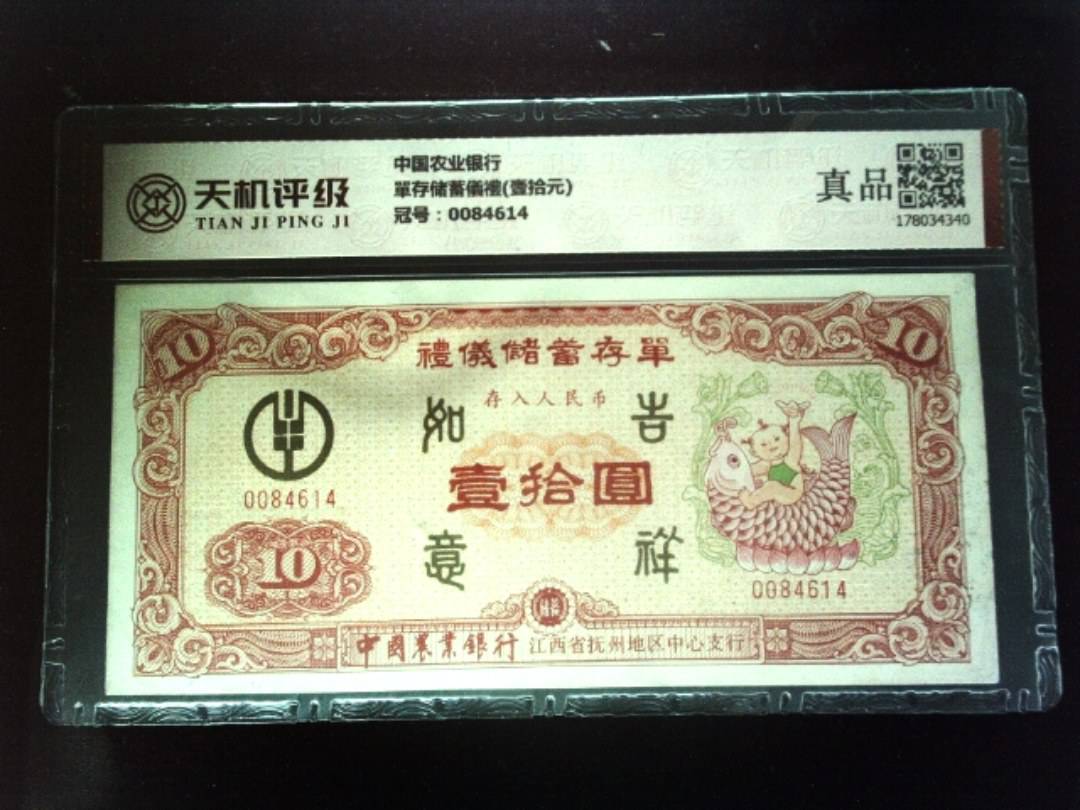 天机评级
TIAN JI PING JI
中国农业银行
單存储蓄儀禮(壹拾元)
冠号：0084614
真品
178034340
10
10
禮儀儲蓄存單
存入人民币
如 吉
壹拾圓
意 祥
0084614
10
0084614
中國農業銀行 江西省抚州地区中心支行